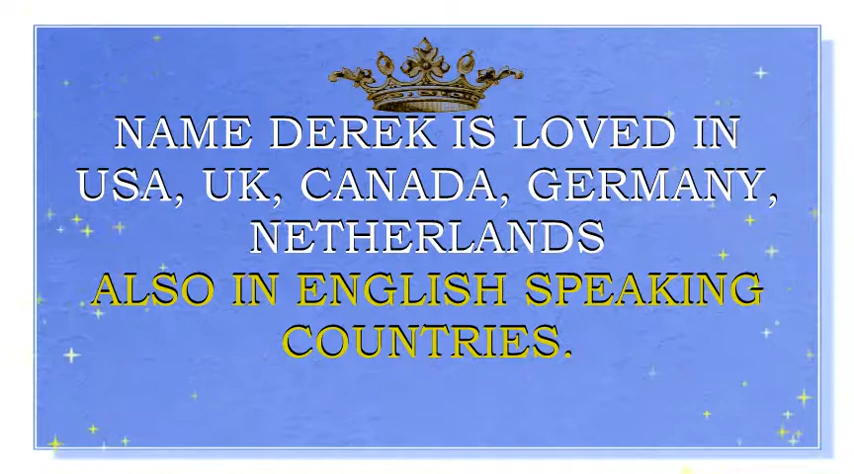 NAME DEREK IS LOVED IN
USA, UK, CANADA, GERMANY,
NETHERLANDS
ALSO IN ENGLISH SPEAKING
COUNTRIES.